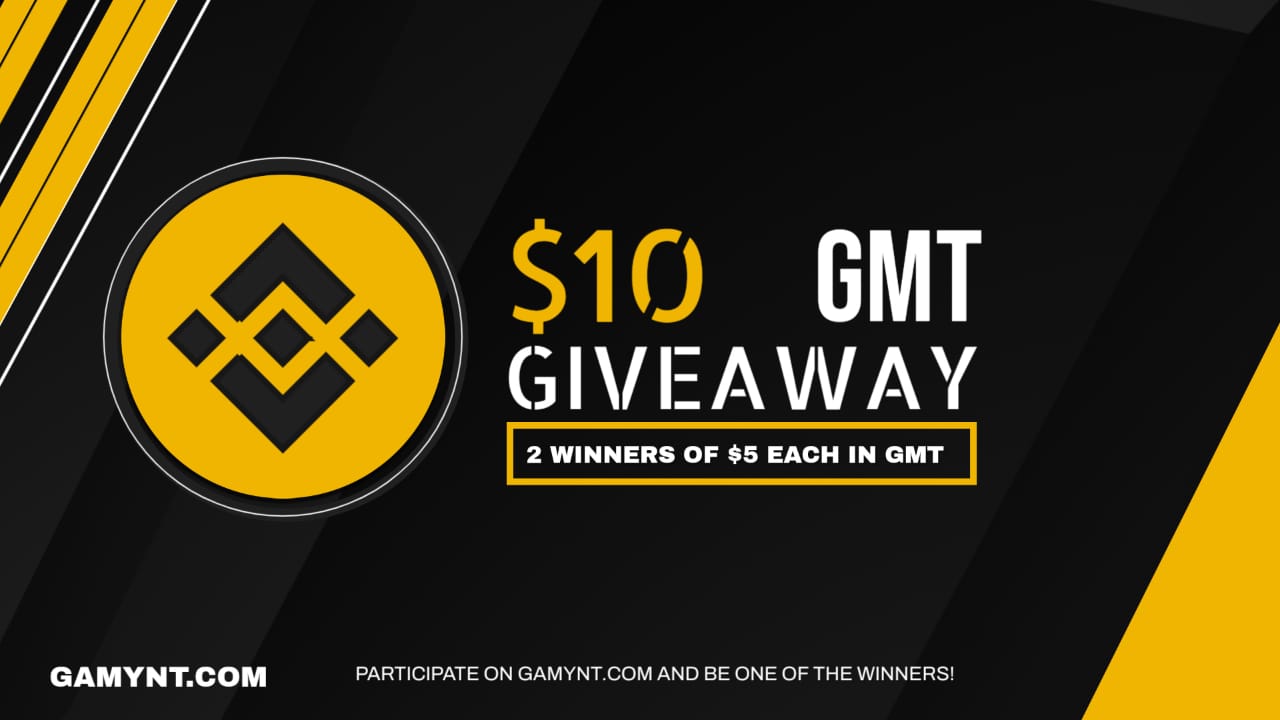 $10 GMT
GIVEAWAY
2 WINNERS OF $5 EACH IN GMT
GAMYNT.COM
PARTICIPATE ON GAMYNT.COM AND BE ONE OF THE WINNERS!